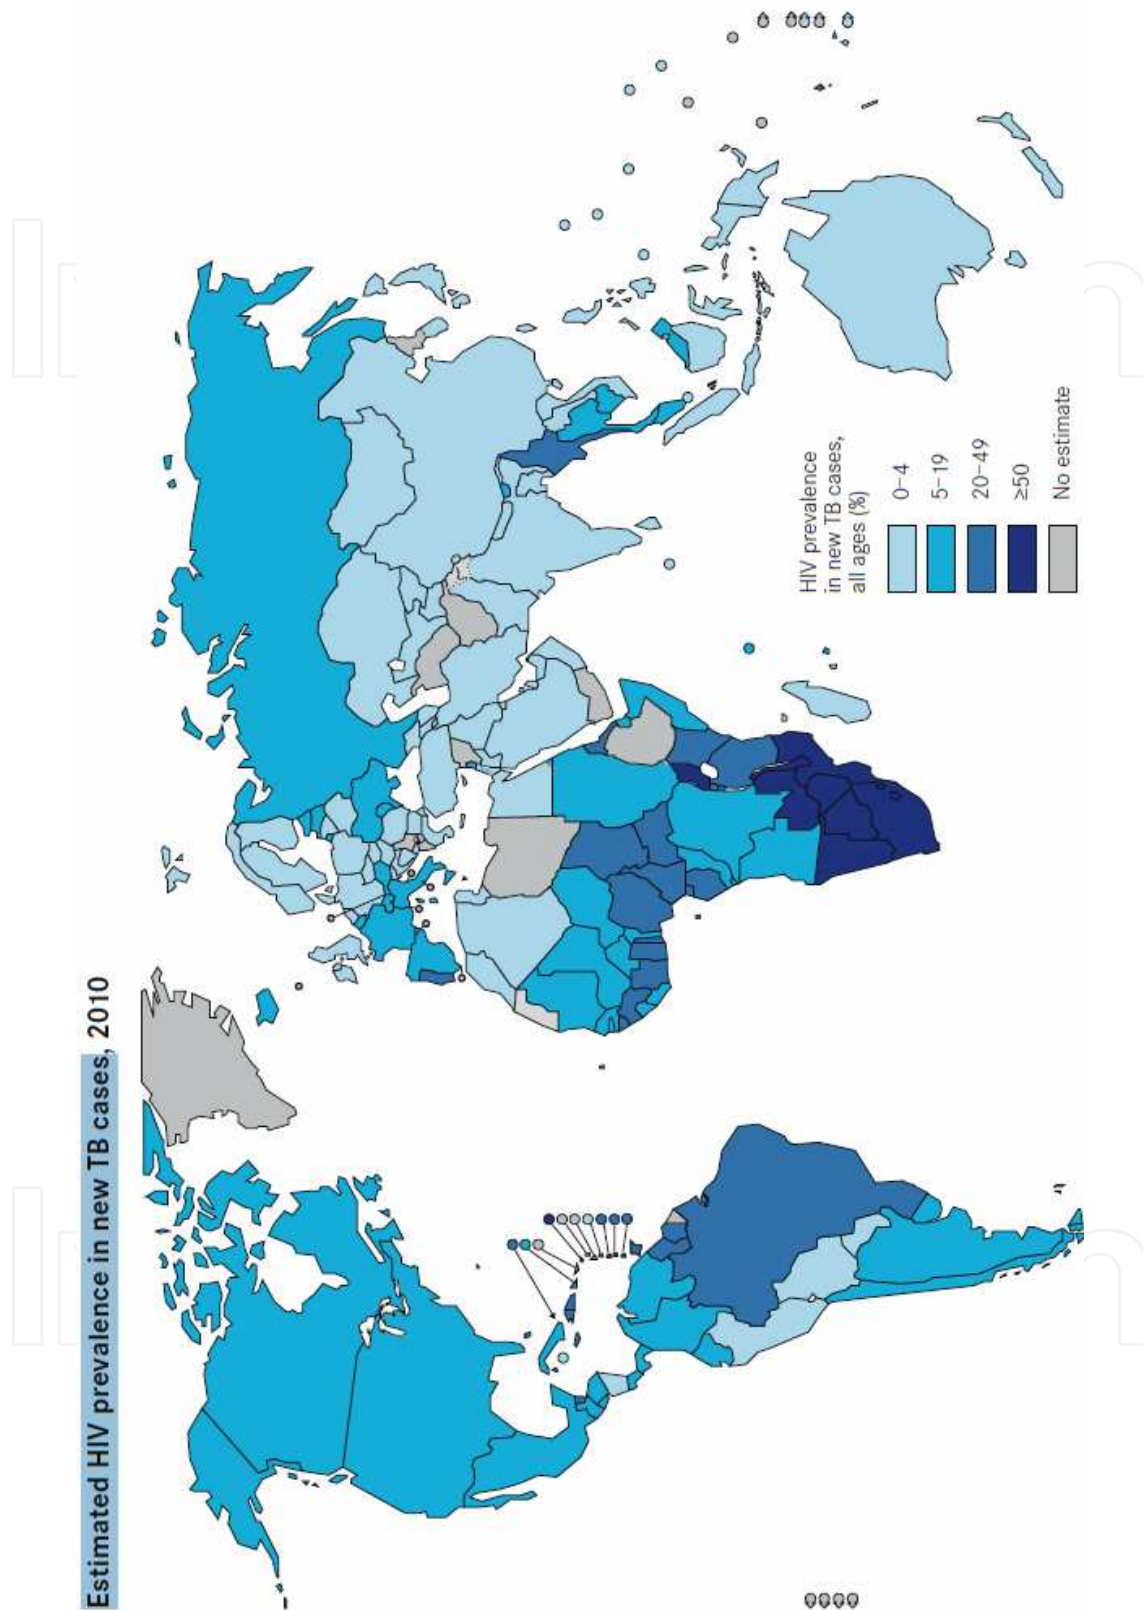 Estimated HIV prevalence in new TB cases, 2010
HIV prevalence
in new TB cases,
all ages (%)
0–4
5–19
20–49
≥50
No estimate